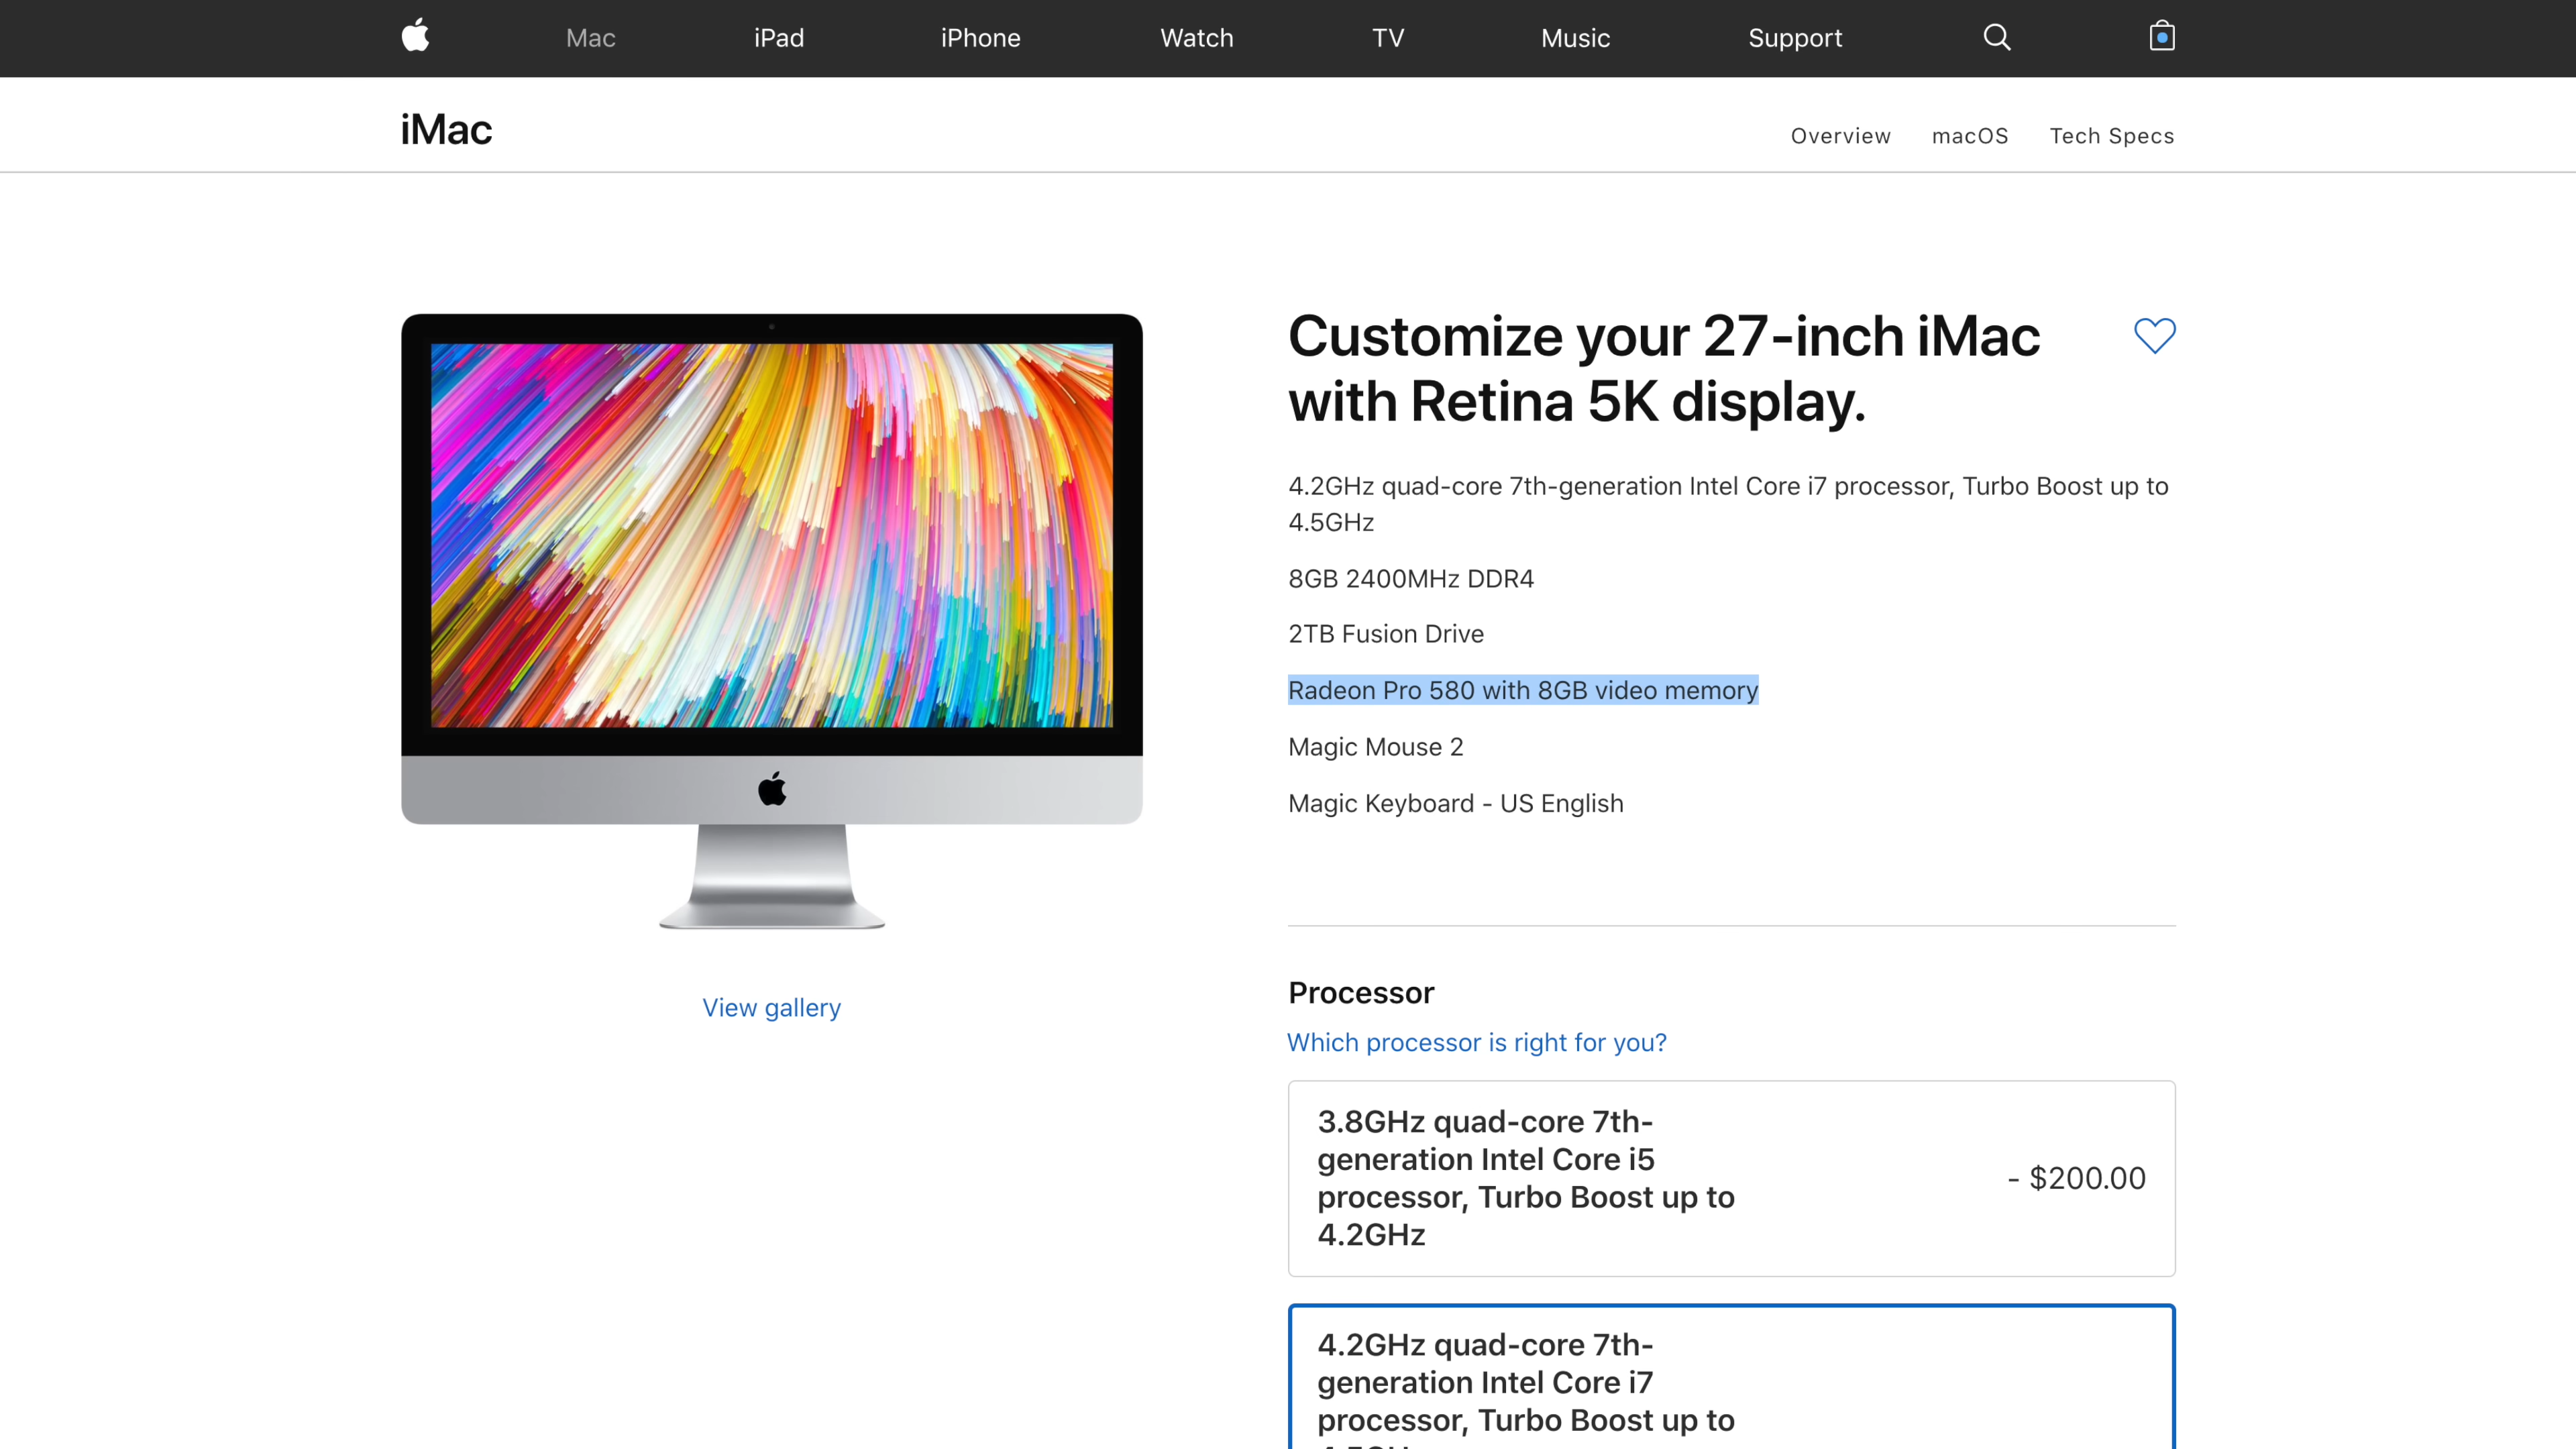 Mac
iPad
iPhone
Watch
TV
Music
Support
iMac
Overview
macOS
Tech Specs
Customize your 27-inch iMac
with Retina 5K display.
4.2GHz quad-core 7th-generation Intel Core i7 processor, Turbo Boost up to
4.5GHz
8GB 2400MHz DDR4
2TB Fusion Drive
Radeon Pro 580 with 8GB video memory
Magic Mouse 2
Magic Keyboard - US English
View gallery
Processor
Which processor is right for you?
3.8GHz quad-core 7th-
generation Intel Core i5
processor, Turbo Boost up to
4.2GHz
- $200.00
4.2GHz quad-core 7th-
generation Intel Core i7
processor, Turbo Boost up to